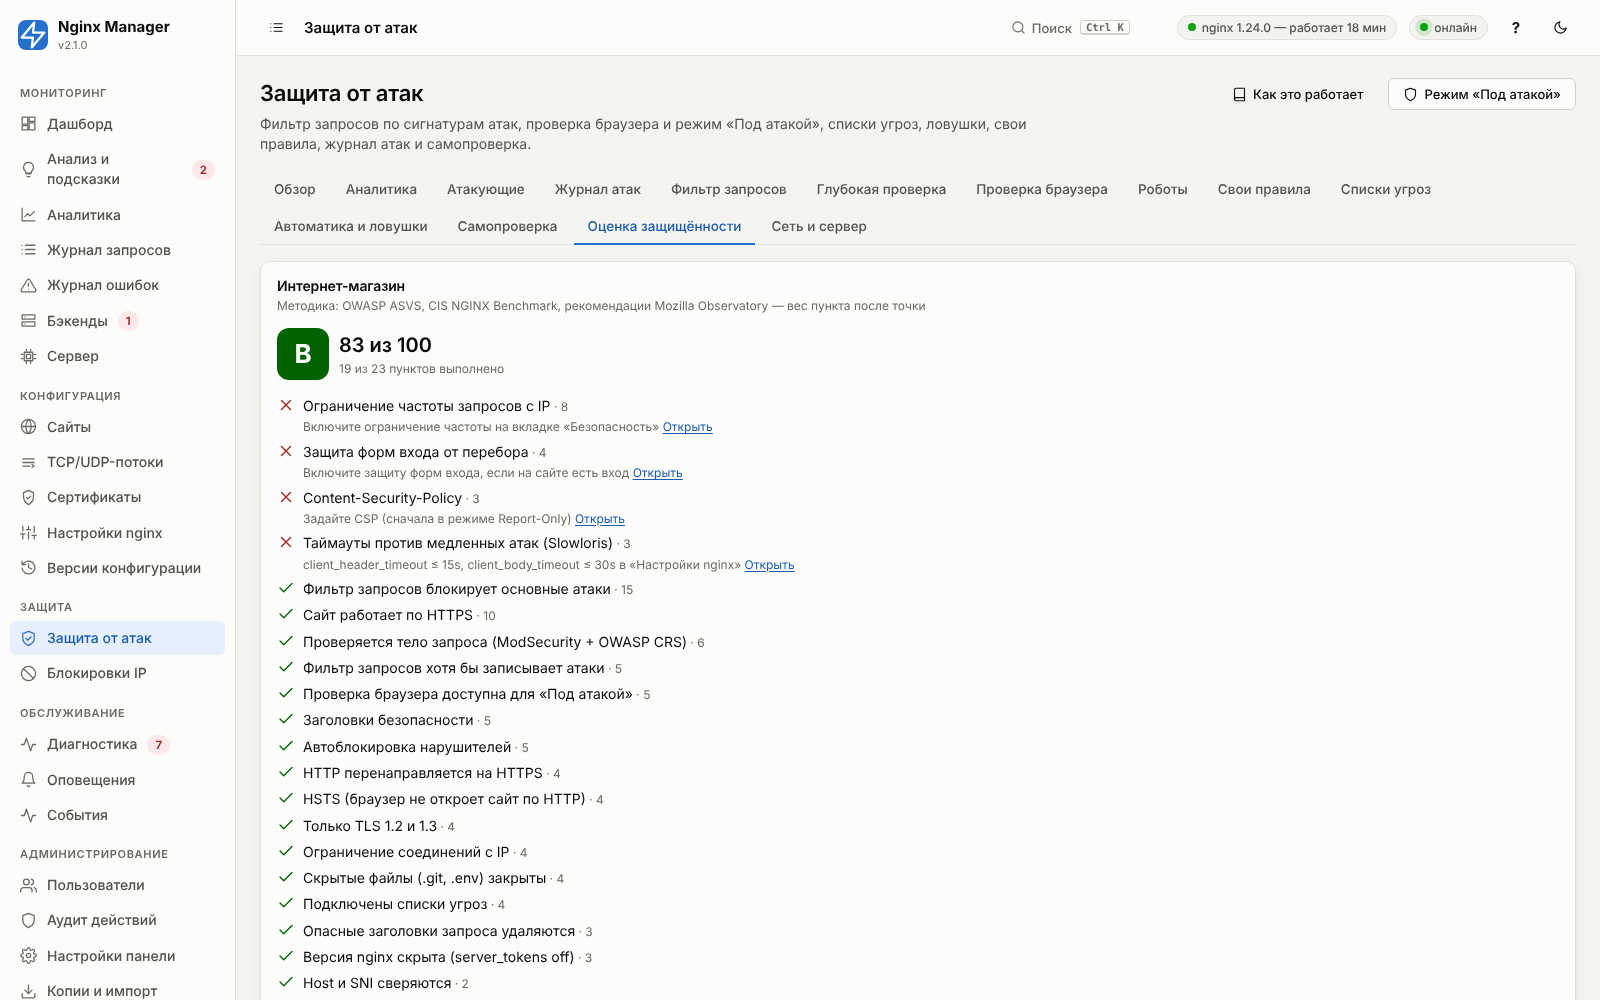 Nginx Manager
v2.1.0
МОНИТОРИНГ
Дашборд
Анализ и
подсказки
2
Аналитика
Журнал запросов
Журнал ошибок
Бэкенды 1
Сервер
КОНФИГУРАЦИЯ
Сайты
TCP/UDP-потоки
Сертификаты
Настройки nginx
Версии конфигурации
ЗАЩИТА
Защита от атак
Блокировки IP
ОБСЛУЖИВАНИЕ
Диагностика 7
Оповещения
События
АДМИНИСТРИРОВАНИЕ
Пользователи
Аудит действий
Настройки панели
Копии и импорт
Защита от атак
Поиск Ctrl K
nginx 1.24.0 — работает 18 мин
онлайн
?
Защита от атак
Как это работает
Режим «Под атакой»
Фильтр запросов по сигнатурам атак, проверка браузера и режим «Под атакой», списки угроз, ловушки, свои
правила, журнал атак и самопроверка.
Обзор Аналитика Атакующие Журнал атак Фильтр запросов Глубокая проверка Проверка браузера Роботы Свои правила Списки угроз
Автоматика и ловушки Самопроверка Оценка защищённости Сеть и сервер
Интернет-магазин
Методика: OWASP ASVS, CIS NGINX Benchmark, рекомендации Mozilla Observatory — вес пункта после точки
B
83 из 100
19 из 23 пунктов выполнено
Ограничение частоты запросов с IP · 8
Включите ограничение частоты на вкладке «Безопасность» Открыть
Защита форм входа от перебора · 4
Включите защиту форм входа, если на сайте есть вход Открыть
Content-Security-Policy · 3
Задайте CSP (сначала в режиме Report-Only) Открыть
Таймауты против медленных атак (Slowloris) · 3
client_header_timeout ≤ 15s, client_body_timeout ≤ 30s в «Настройки nginx» Открыть
Фильтр запросов блокирует основные атаки · 15
Сайт работает по HTTPS · 10
Проверяется тело запроса (ModSecurity + OWASP CRS) · 6
Фильтр запросов хотя бы записывает атаки · 5
Проверка браузера доступна для «Под атакой» · 5
Заголовки безопасности · 5
Автоблокировка нарушителей · 5
HTTP перенаправляется на HTTPS · 4
HSTS (браузер не откроет сайт по HTTP) · 4
Только TLS 1.2 и 1.3 · 4
Ограничение соединений с IP · 4
Скрытые файлы (.git, .env) закрыты · 4
Подключены списки угроз · 4
Опасные заголовки запроса удаляются · 3
Версия nginx скрыта (server_tokens off) · 3
Host и SNI сверяются · 2